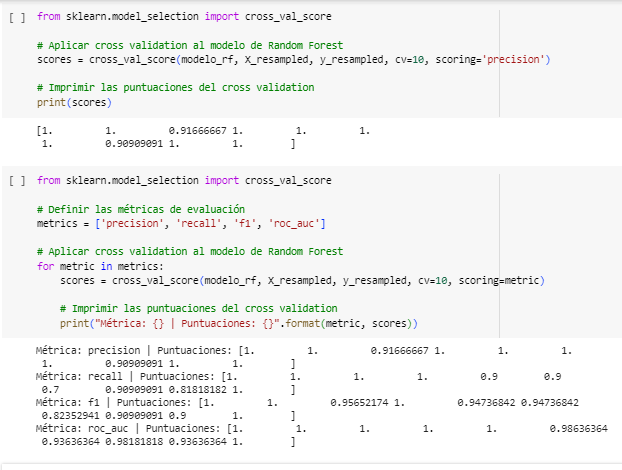 [ ] from sklearn.model_selection import cross_val_score
# Aplicar cross validation al modelo de Random Forest
scores = cross_val_score(modelo_rf, X_resampled, y_resampled, cv=10, scoring='precision')
# Imprimir las puntuaciones del cross validation
print(scores)
[1. 1. 0.91666667 1. 1. 1.
1. 0.90909091 1. 1. ]
[ ] from sklearn.model_selection import cross_val_score
# Definir las métricas de evaluación
metrics = ['precision', 'recall', 'f1', 'roc_auc']
# Aplicar cross validation al modelo de Random Forest
for metric in metrics:
scores = cross_val_score(modelo_rf, X_resampled, y_resampled, cv=10, scoring=metric)
# Imprimir las puntuaciones del cross validation
print("Métrica: {} | Puntuaciones: {}".format(metric, scores))
Métrica: precision | Puntuaciones: [1. 1. 0.91666667 1. 1. 1.
1. 0.90909091 1. 1. ]
Métrica: recall | Puntuaciones: [1. 1. 1. 1. 0.9 0.9
0.7 0.90909091 0.81818182 1. ]
Métrica: f1 | Puntuaciones: [1. 1. 0.95652174 1. 0.94736842 0.94736842
0.82352941 0.90909091 0.9 1. ]
Métrica: roc_auc | Puntuaciones: [1. 1. 1. 1. 1. 0.98636364
0.93636364 0.98181818 0.93636364 1. ]